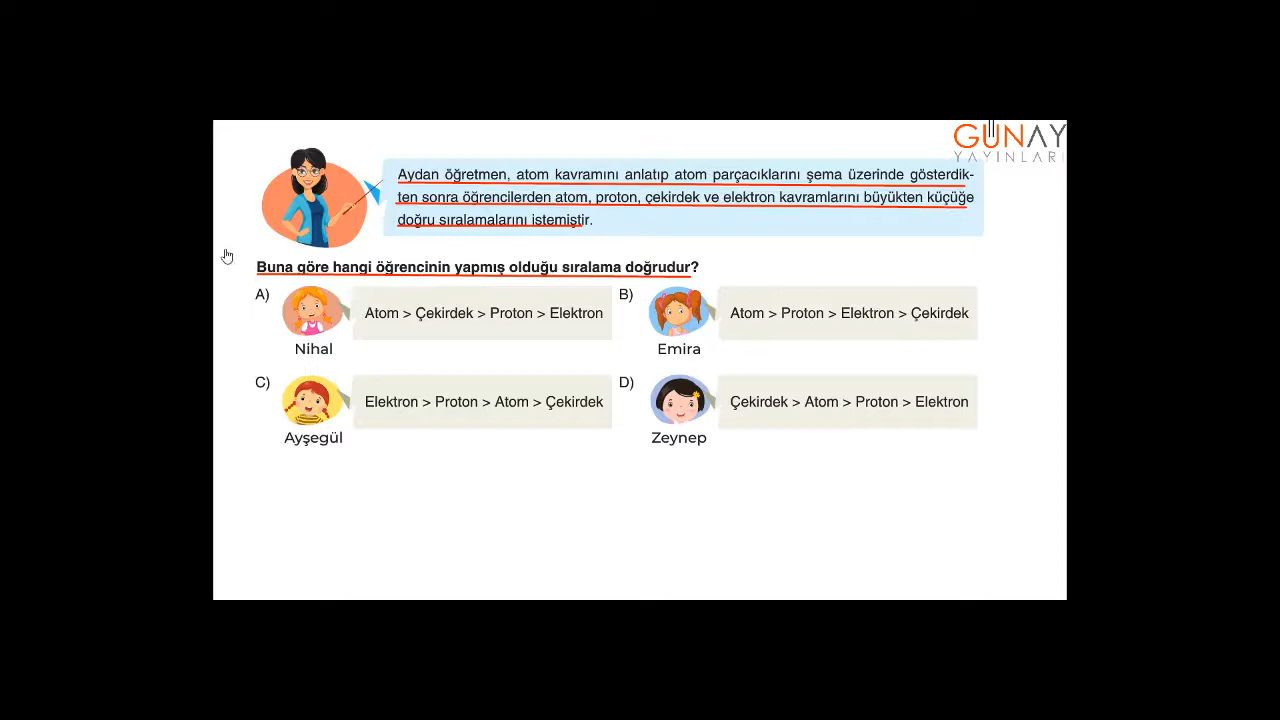 GÜNAY
YAYINLARI
Aydan öğretmen, atom kavramını anlatıp atom parçacıklarını şema üzerinde gösterdik-
ten sonra öğrencilerden atom, proton, çekirdek ve elektron kavramlarını büyükten küçüğe
doğru sıralamalarını istemiştir.
Buna göre hangi öğrencinin yapmış olduğu sıralama doğrudur?
A) Atom > Çekirdek > Proton > Elektron
Nihal
B) Atom > Proton > Elektron > Çekirdek
Emira
C) Elektron > Proton > Atom > Çekirdek
Ayşegül
D) Çekirdek > Atom > Proton > Elektron
Zeynep